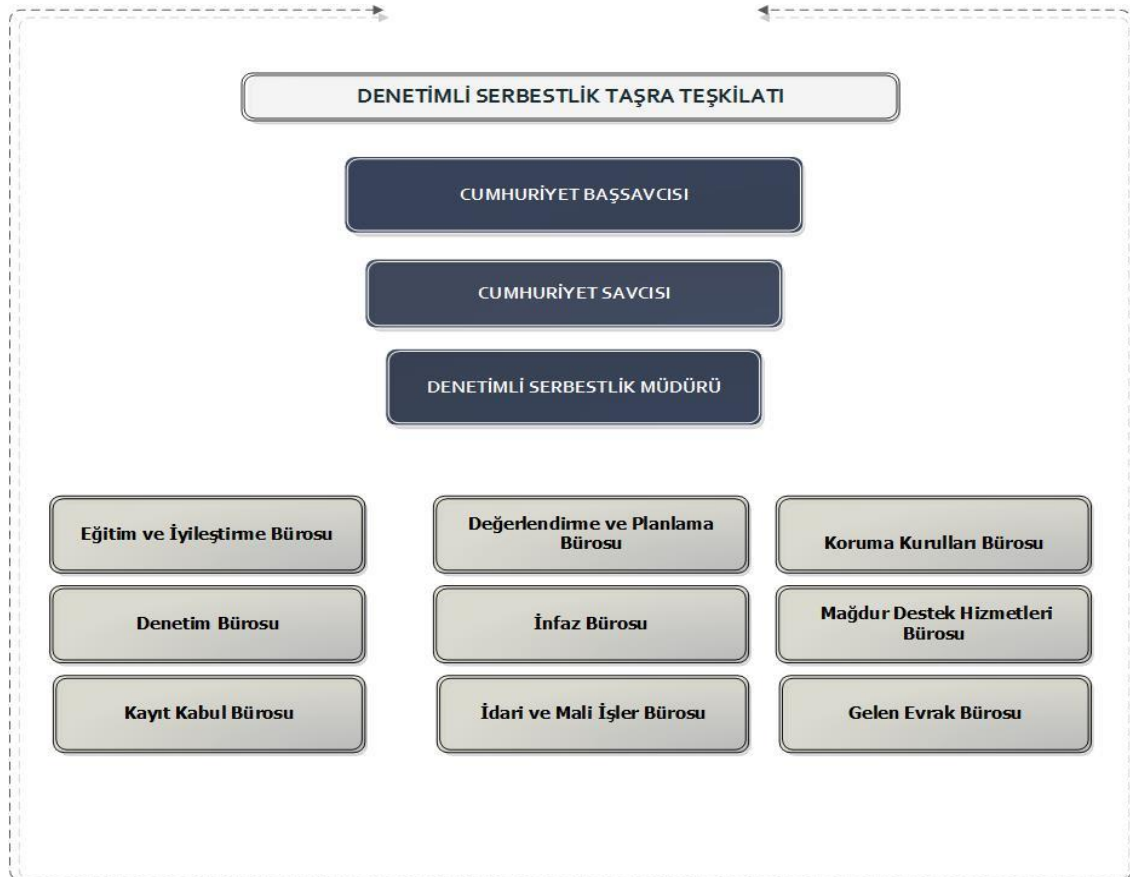 DENETİMLİ SERBESTLİK TAŞRA TEŞKİLATI
CUMHURİYET BAŞSAVCISI
CUMHURİYET SAVCISI
DENETİMLİ SERBESTLİK MÜDÜRÜ
Eğitim ve İyileştirme Bürosu
Değerlendirme ve Planlama
Bürosu
Koruma Kurulları Bürosu
Denetim Bürosu
İnfaz Bürosu
Mağdur Destek Hizmetleri
Bürosu
Kayıt Kabul Bürosu
İdari ve Mali İşler Bürosu
Gelen Evrak Bürosu